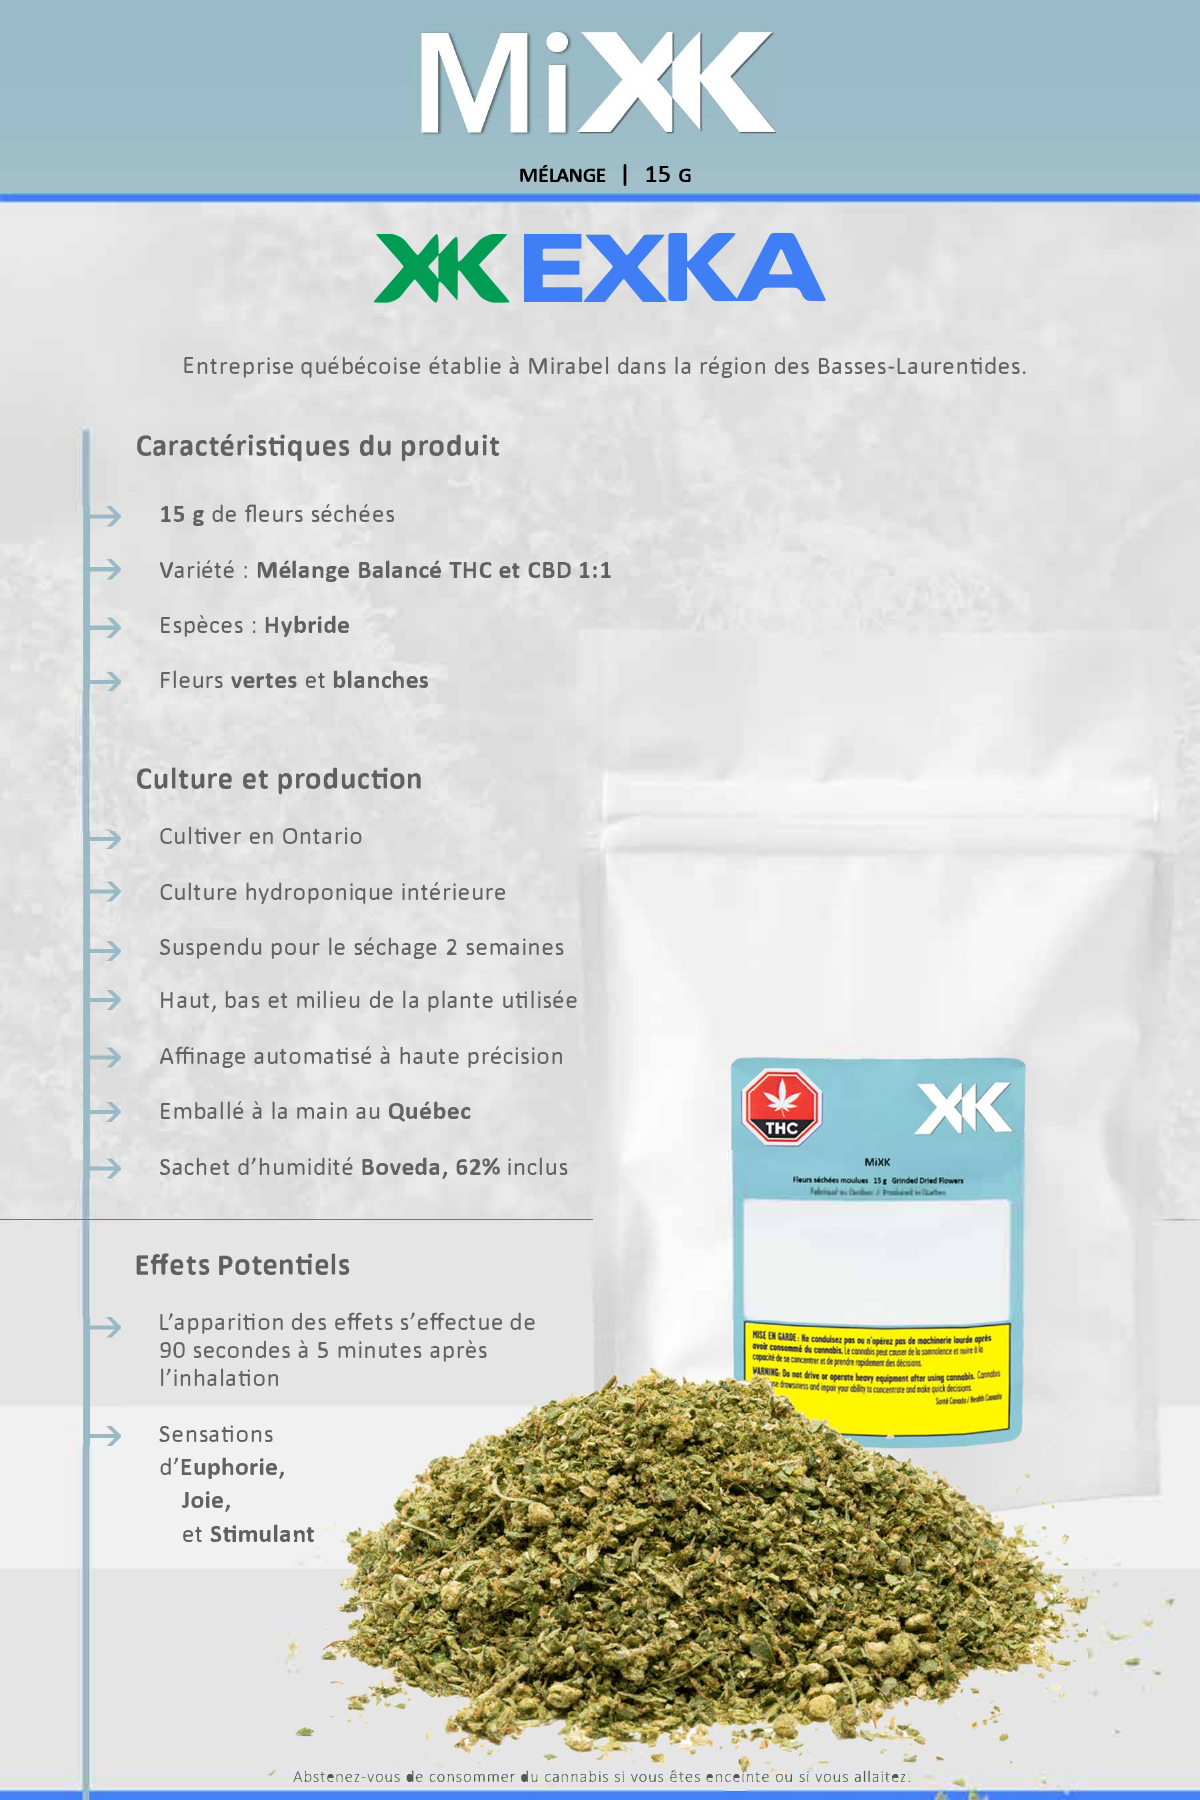 MiXK
MÉLANGE | 15 G
XK EXKA
Entreprise québécoise établie à Mirabel dans la région des Basses-Laurentides.
Caractéristiques du produit
15 g de fleurs séchées
Variété : Mélange Balancé THC et CBD 1:1
Espèces : Hybride
Fleurs vertes et blanches
Culture et production
Cultiver en Ontario
Culture hydroponique intérieure
Suspendu pour le séchage 2 semaines
Haut, bas et milieu de la plante utilisée
Affinage automatisé à haute précision
Emballé à la main au Québec
Sachet d’humidité Boveda, 62% inclus
Effets Potentiels
L’apparition des effets s’effectue de
90 secondes à 5 minutes après
l’inhalation
Sensations
d’Euphorie,
Joie,
et Stimulant
THC
XK
MiXK
Fleurs séchées moulues 15 g Grinded Dried Flowers
Fabriqué au Québec / Produced in Quebec
MISE EN GARDE : Ne conduisez pas ou n’opérez pas de machinerie lourde après
avoir consommé du cannabis. Le cannabis peut causer de la somnolence et nuire à la
capacité de se concentrer et de prendre rapidement des décisions.
WARNING: Do not drive or operate heavy equipment after using cannabis. Cannabis
use drowsiness and impair your ability to concentrate and make quick decisions.
Santé Canada / Health Canada
Abstenez-vous de consommer du cannabis si vous êtes enceinte ou si vous allaitez.